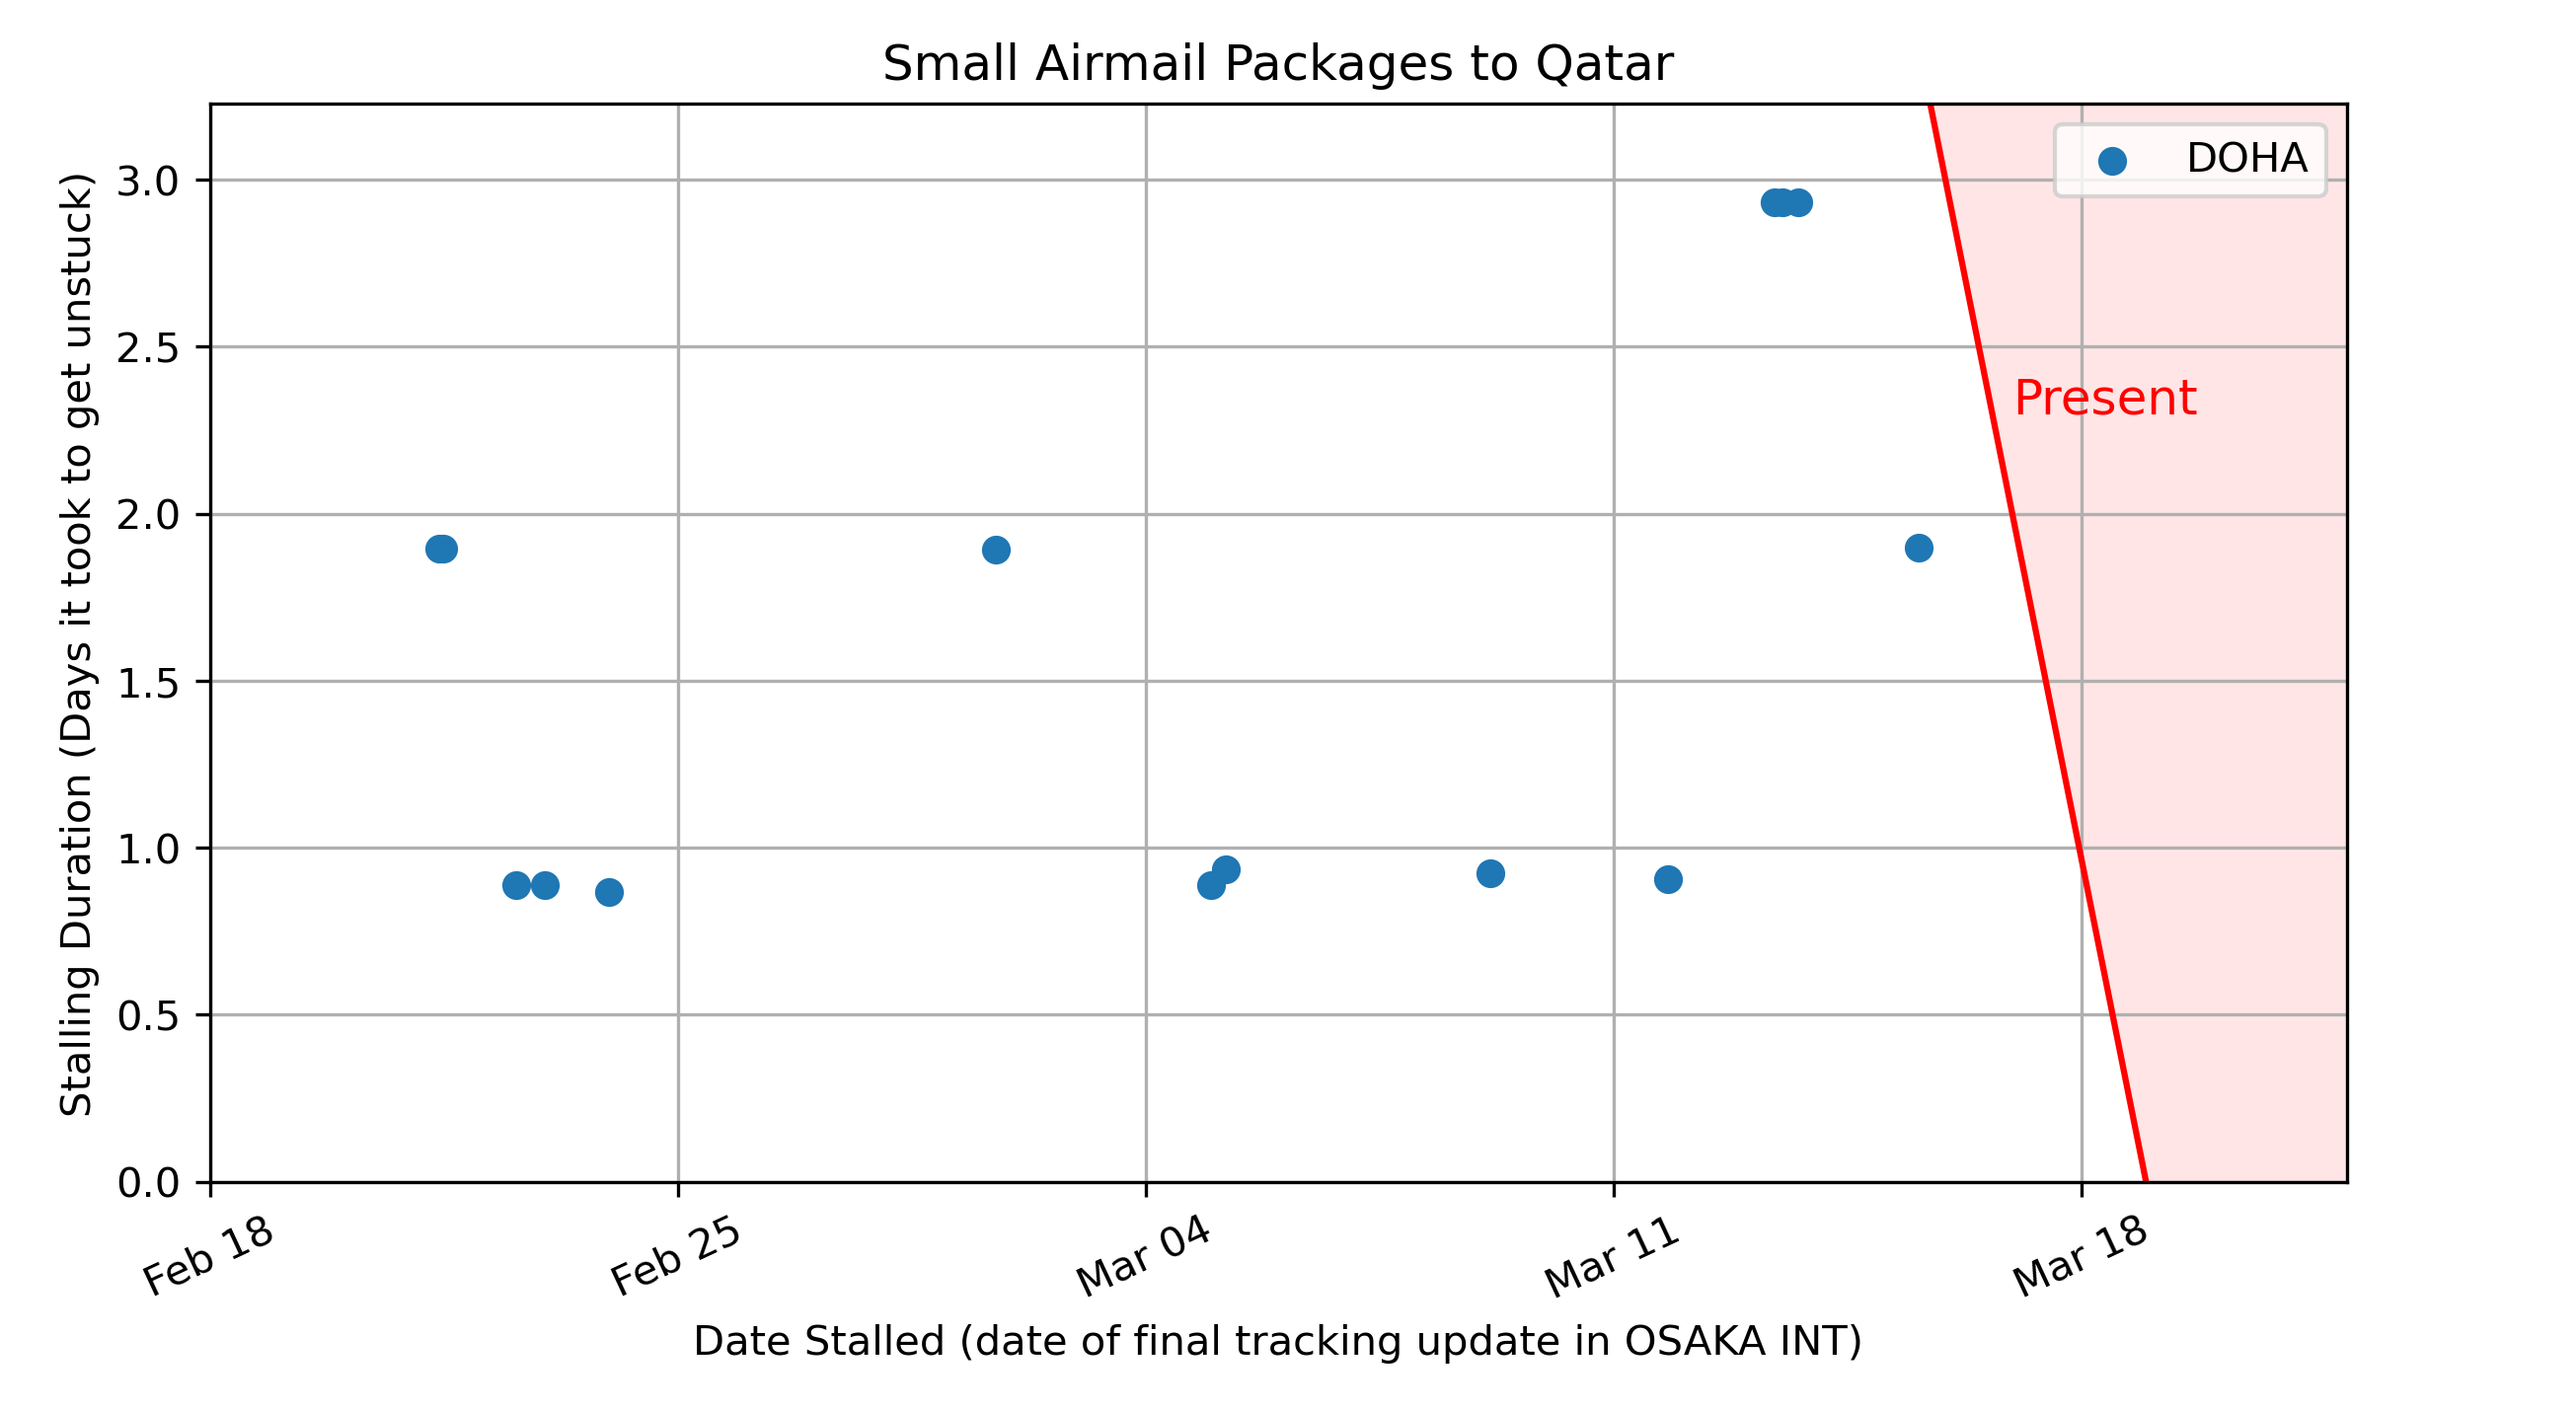 Small Airmail Packages to Qatar
DOHA
Present
Stalling Duration (Days it took to get unstuck)
3.0
2.5
2.0
1.5
1.0
0.5
0.0
Feb 18
Feb 25
Mar 04
Mar 11
Mar 18
Date Stalled (date of final tracking update in OSAKA INT)